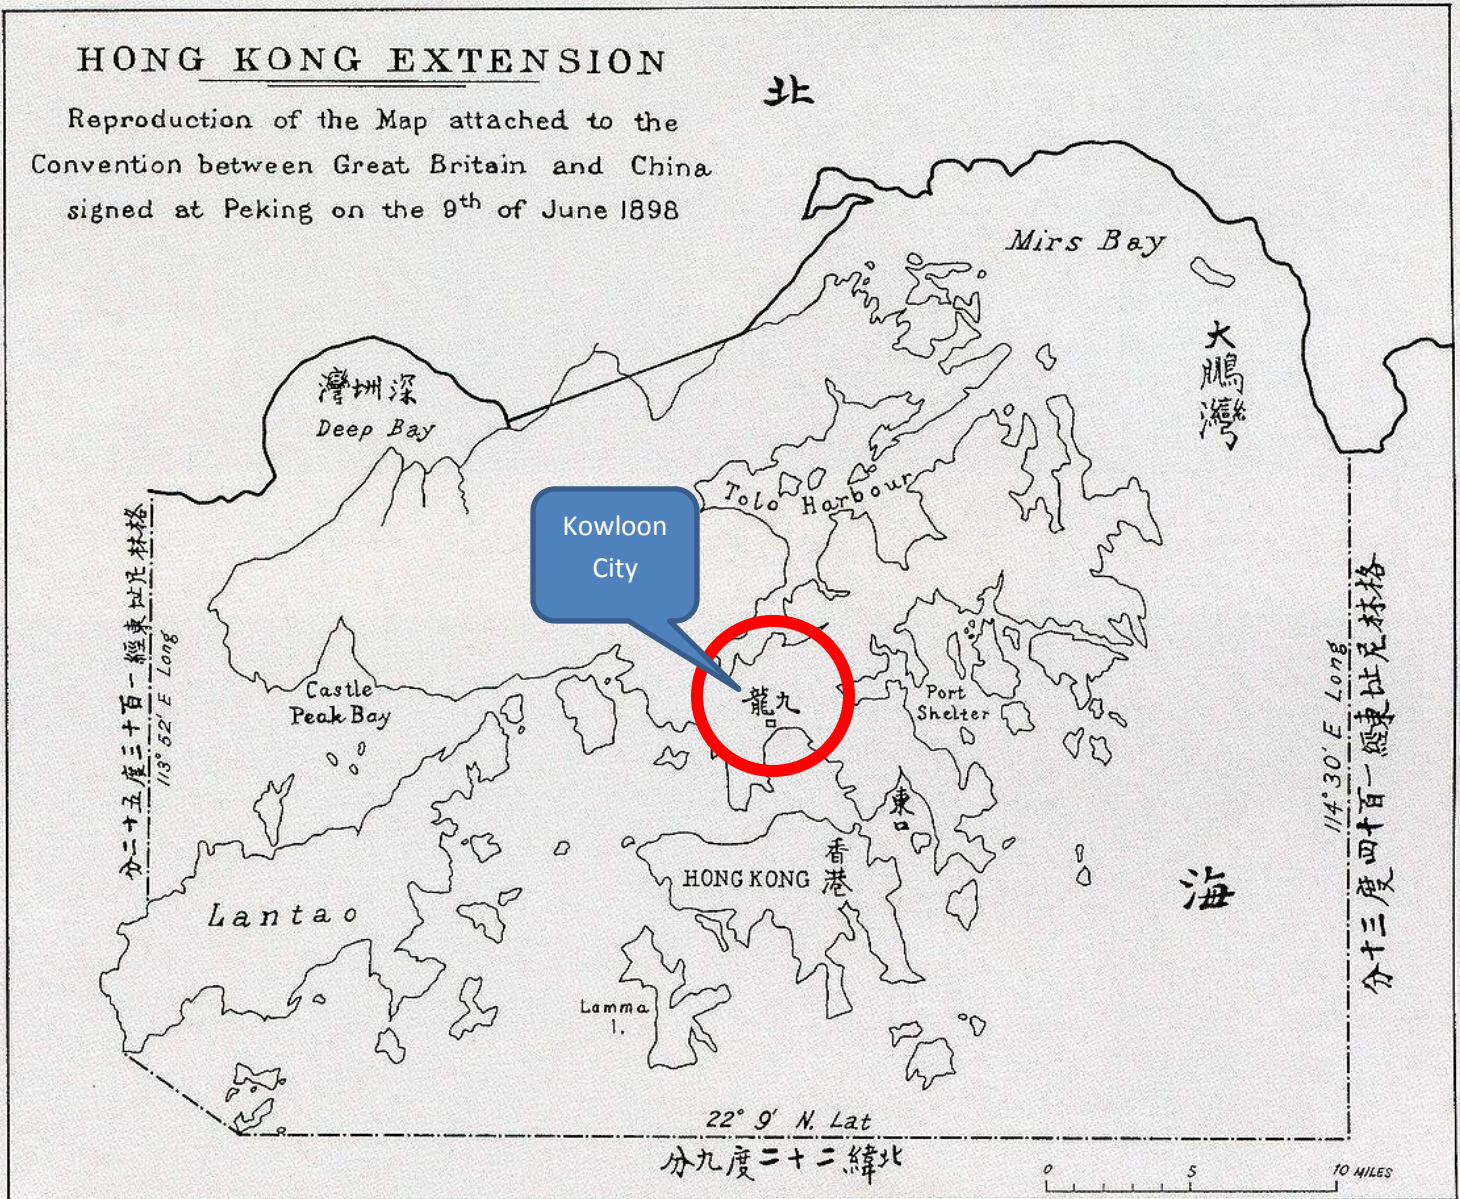 HONG KONG EXTENSION
Reproduction of the Map attached to the
Convention between Great Britain and China
signed at Peking on the 9th of June 1898
北
Mirs Bay
大鵬灣
深圳灣
Deep Bay
Tolo Harbour
Kowloon
City
格林尼址東經一百十三度五十二分
113° 52' E Long
格林尼址東經一百十四度三十分
114° 30' E Long
Castle
Peak Bay
九龍
Port
Shelter
東
香港
HONG KONG
海
Lantao
Lamma
I.
22° 9' N. Lat
北緯二十二度九分
0 5 10 MILES